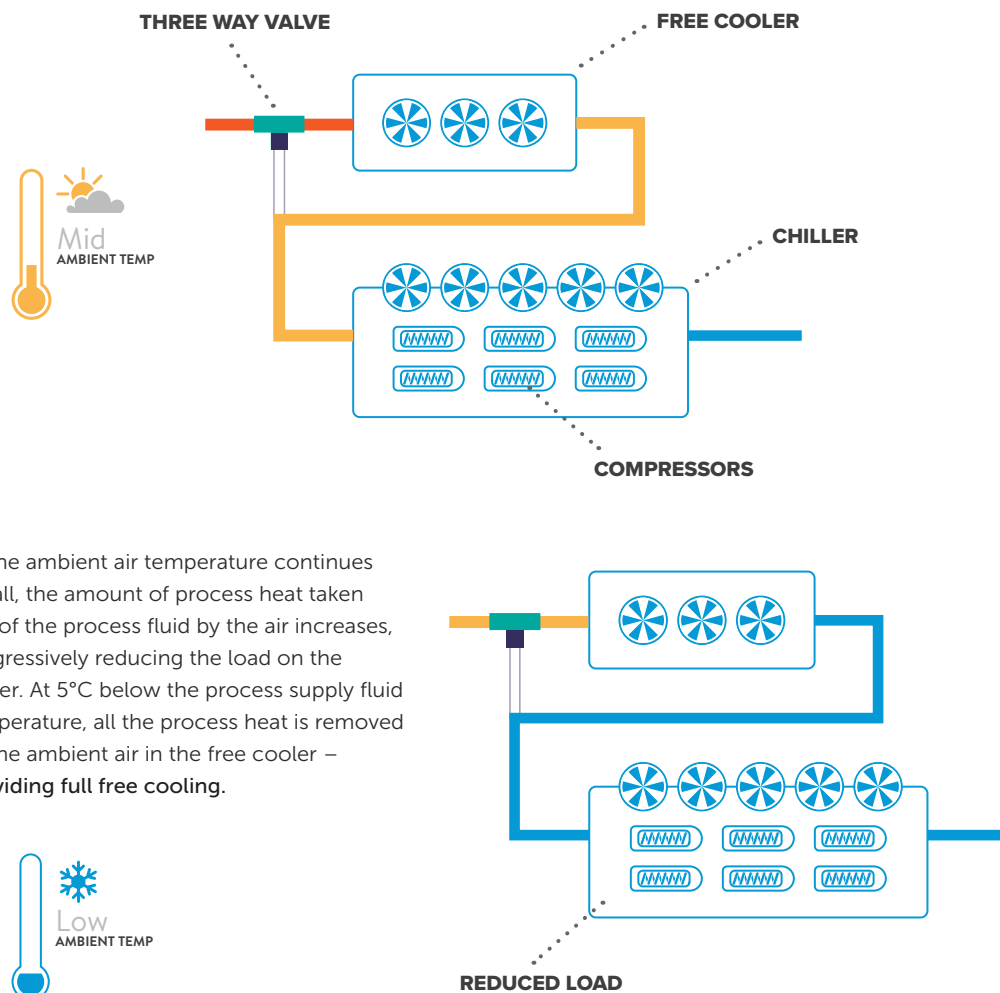 THREE WAY VALVE
FREE COOLER
Mid
AMBIENT TEMP
CHILLER
COMPRESSORS
ne ambient air temperature continues
all, the amount of process heat taken
of the process fluid by the air increases,
gressively reducing the load on the
er. At 5°C below the process supply fluid
perature, all the process heat is removed
ne ambient air in the free cooler –
viding full free cooling.
Low
AMBIENT TEMP
REDUCED LOAD